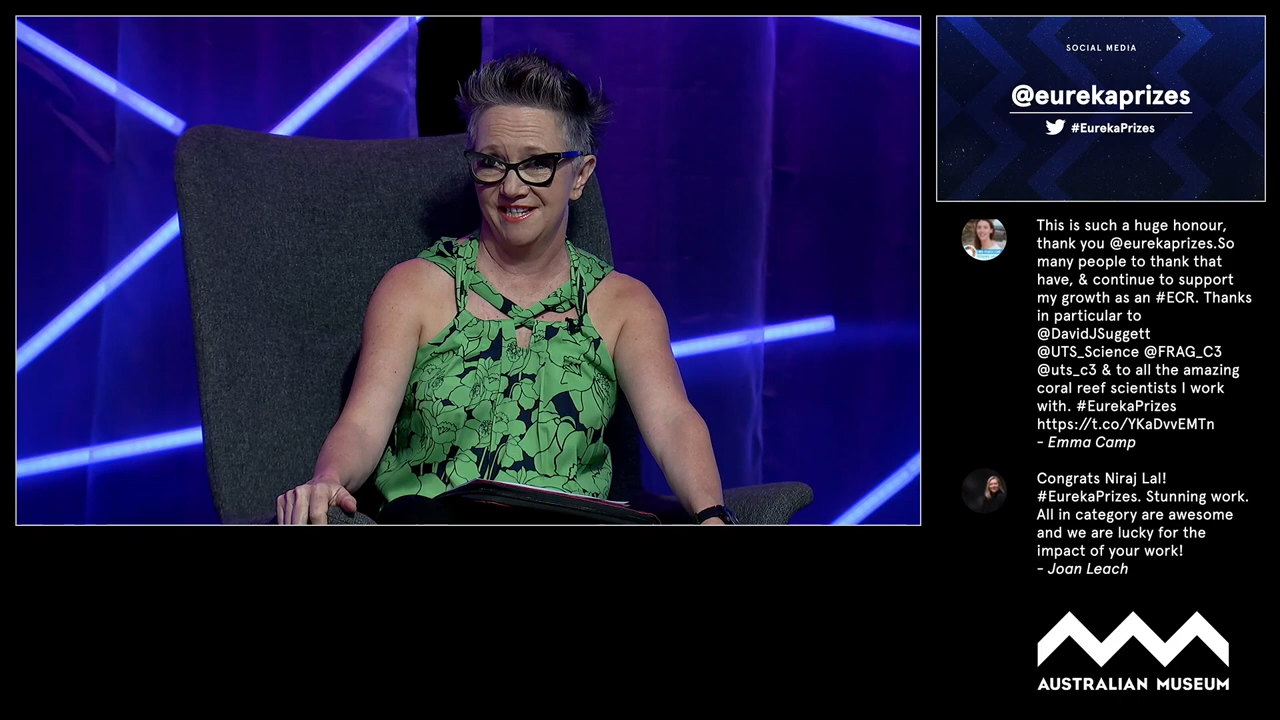 SOCIAL MEDIA
@eurekaprizes
#EurekaPrizes
This is such a huge honour,
thank you @eurekaprizes.So
many people to thank that
have, & continue to support
my growth as an #ECR. Thanks
in particular to
@DavidJSuggett
@UTS_Science @FRAG_C3
@uts_c3 & to all the amazing
coral reef scientists I work
with. #EurekaPrizes
https://t.co/YKaDvvEMTn
- Emma Camp
Congrats Niraj Lal!
#EurekaPrizes. Stunning work.
All in category are awesome
and we are lucky for the
impact of your work!
- Joan Leach
AUSTRALIAN MUSEUM